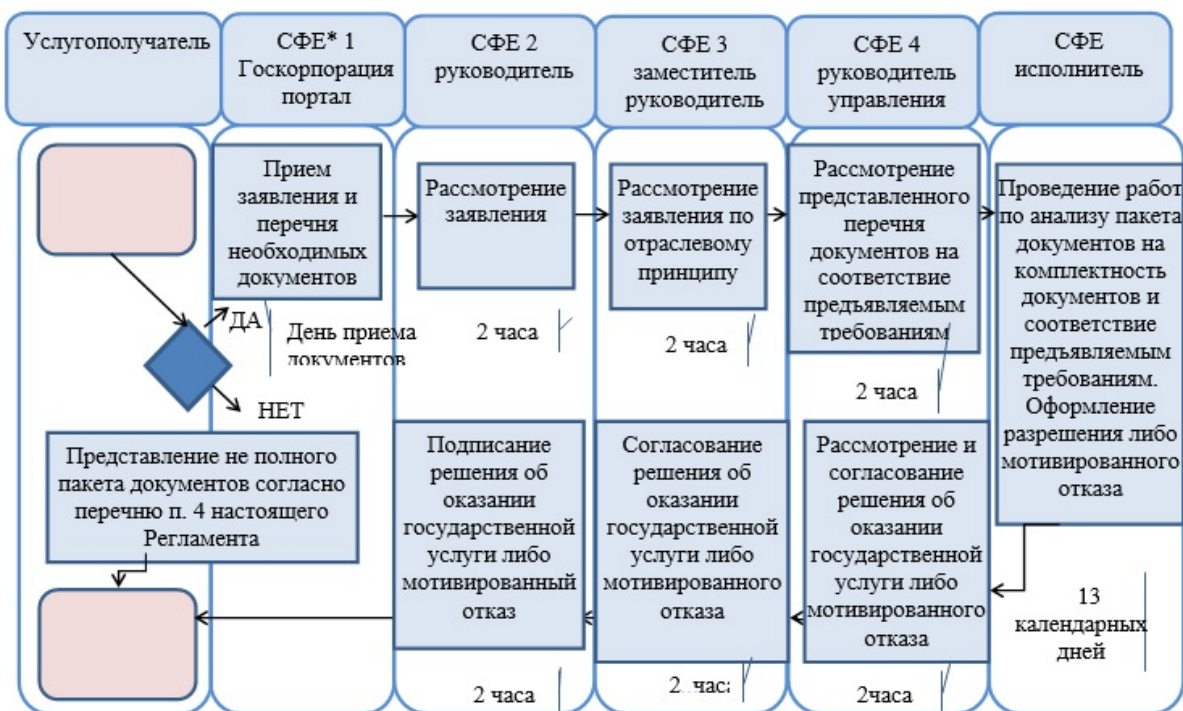 Услугополучатель
СФЕ* 1
Госкорпорация
портал
СФЕ 2
руководитель
СФЕ 3
заместитель
руководитель
СФЕ 4
руководитель
управления
СФЕ
исполнитель
Прием
заявления и
перечня
необходимых
документов
Рассмотрение
заявления
Рассмотрение
заявления по
отраслевому
принципу
Рассмотрение
представленного
перечня
документов на
соответствие
предъявляемым
требованиям
Проведение работ
по анализу пакета
документов на
комплектность
документов и
соответствие
предъявляемым
требованиям.
Оформление
разрешения либо
мотивированного
отказа
ДА
День приема
документов
2 часа
2 часа
2 часа
НЕТ
Представление не полного
пакета документов согласно
перечню п. 4 настоящего
Регламента
Подписание
решения об
оказании
государственной
услуги либо
мотивированный
отказ
Согласование
решения об
оказании
государственной
услуги либо
мотивированного
отказа
Рассмотрение и
согласование
решения об
оказании
государственной
услуги либо
мотивированного
отказа
13
календарных
дней
2 часа
2 часа
2часа